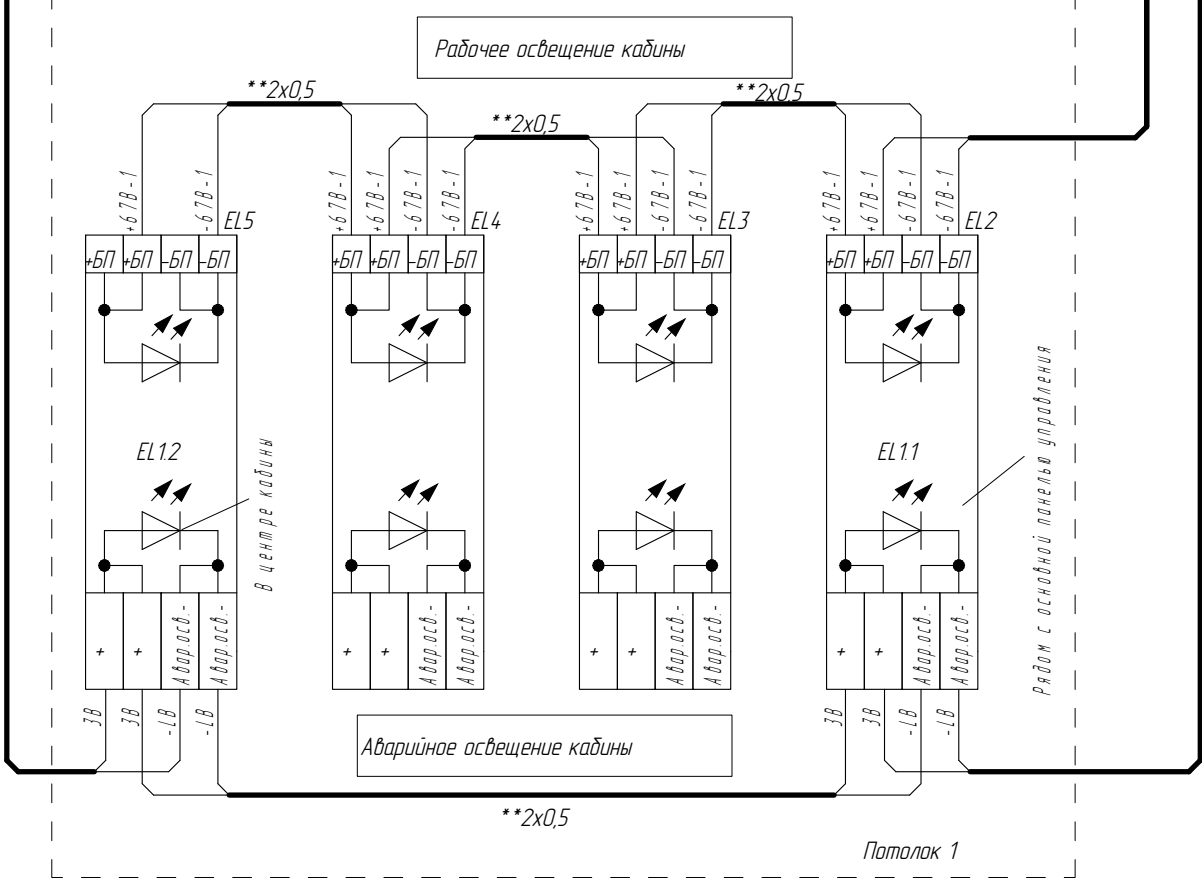 Рабочее освещение кабины
**2х0,5
**2х0,5
**2х0,5
+67В-1
-67В-1
+67В-1
+67В-1
-67В-1
-67В-1
+67В-1
+67В-1
-67В-1
-67В-1
+67В-1
+67В-1
-67В-1
-67В-1
EL5
EL4
EL3
EL2
+БП +БП -БП -БП
+БП +БП -БП -БП
+БП +БП -БП -БП
+БП +БП -БП -БП
EL1.2
В центре кабины
EL1.1
Рядом с основной панелью управления
+ + Авар.осв.- Авар.осв.-
+ + Авар.осв.- Авар.осв.-
+ + Авар.осв.- Авар.осв.-
+ + Авар.осв.- Авар.осв.-
3В
3В
-LВ
-LВ
3В
3В
-LВ
-LВ
Аварийное освещение кабины
**2х0,5
Потолок 1